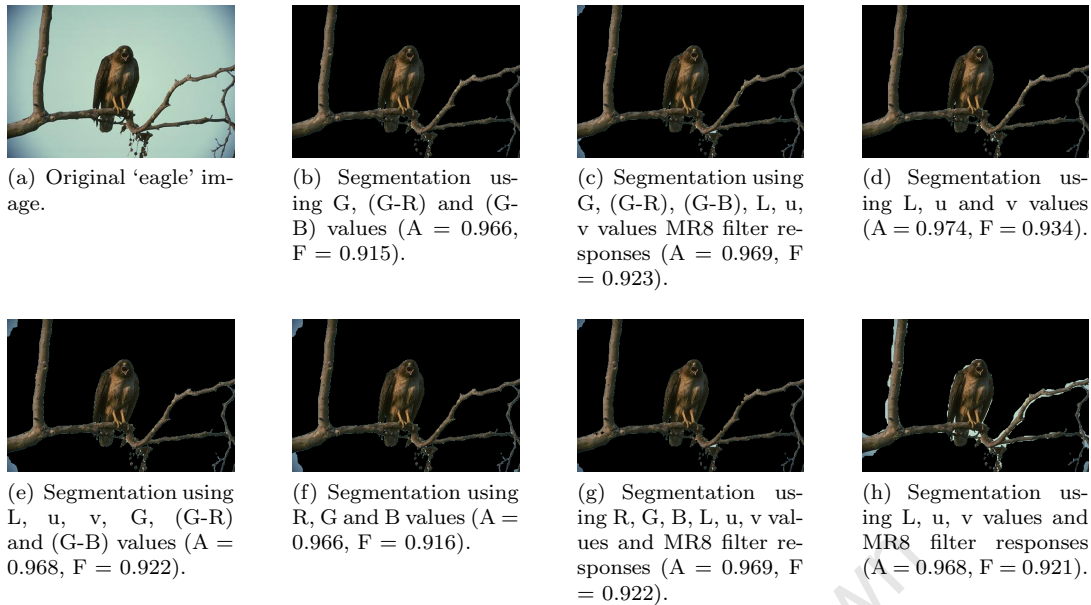 (a) Original ‘eagle’ im-
age.
(b) Segmentation us-
ing G, (G-R) and (G-
B) values (A = 0.966,
F = 0.915).
(c) Segmentation using
G, (G-R), (G-B), L, u,
v values MR8 filter re-
sponses (A = 0.969, F
= 0.923).
(d) Segmentation us-
ing L, u and v values
(A = 0.974, F = 0.934).
(e) Segmentation using
L, u, v, G, (G-R)
and (G-B) values (A =
0.968, F = 0.922).
(f) Segmentation using
R, G and B values (A =
0.966, F = 0.916).
(g) Segmentation us-
ing R, G, B, L, u, v val-
ues and MR8 filter re-
sponses (A = 0.969, F
= 0.922).
(h) Segmentation us-
ing L, u, v values and
MR8 filter responses
(A = 0.968, F = 0.921).